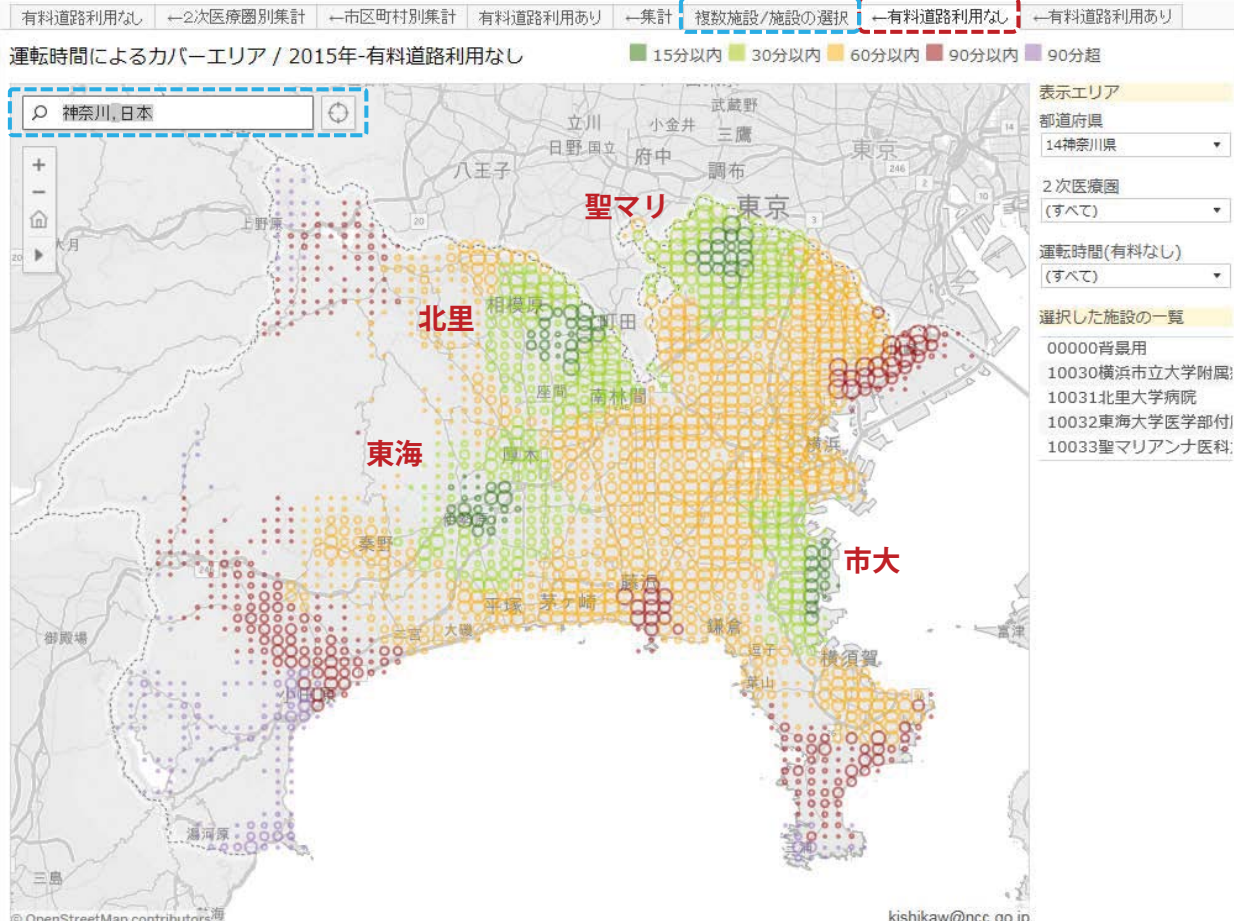 有料道路利用なし ←2次医療圏別集計 ←市区町村別集計 有料道路利用あり ←集計 複数施設/施設の選択 ←有料道路利用なし ←有料道路利用あり
運転時間によるカバーエリア / 2015年-有料道路利用なし
15分以内 30分以内 60分以内 90分以内 90分超
神奈川,日本
表示エリア
都道府県
14神奈川県
2次医療圏
(すべて)
運転時間(有料なし)
(すべて)
選択した施設の一覧
00000背景用
10030横浜市立大学附属
10031北里大学病院
10032東海大学医学部付
10033聖マリアンナ医科
武蔵野
立川
小金井
三鷹
日野
国立
府中
東京
八王子
調布
14
246
2
10
聖マリ
東京
3
上野原
20
大月
20
北里
相模原
町田
座間
南林間
東海
厚木
横浜
秦野
246
市大
藤沢
平塚
茅ヶ崎
鎌倉
二宮
大磯
御殿場
富津
逗子
横須賀
葉山
小田原
湯河原
三浦
三島
熱海
© OpenStreetMap contributors
kishikaw@ncc.go.jp